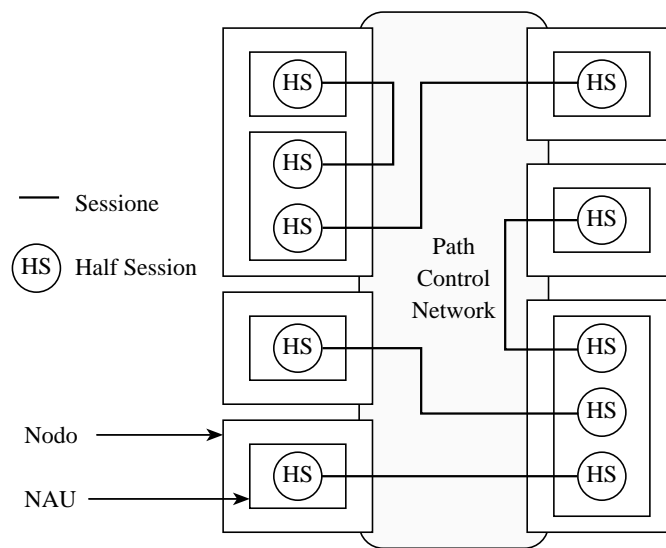 HS
HS
HS
HS
HS
Sessione
HS
Half Session
Nodo
NAU
Path
Control
Network
HS
HS
HS
HS
HS